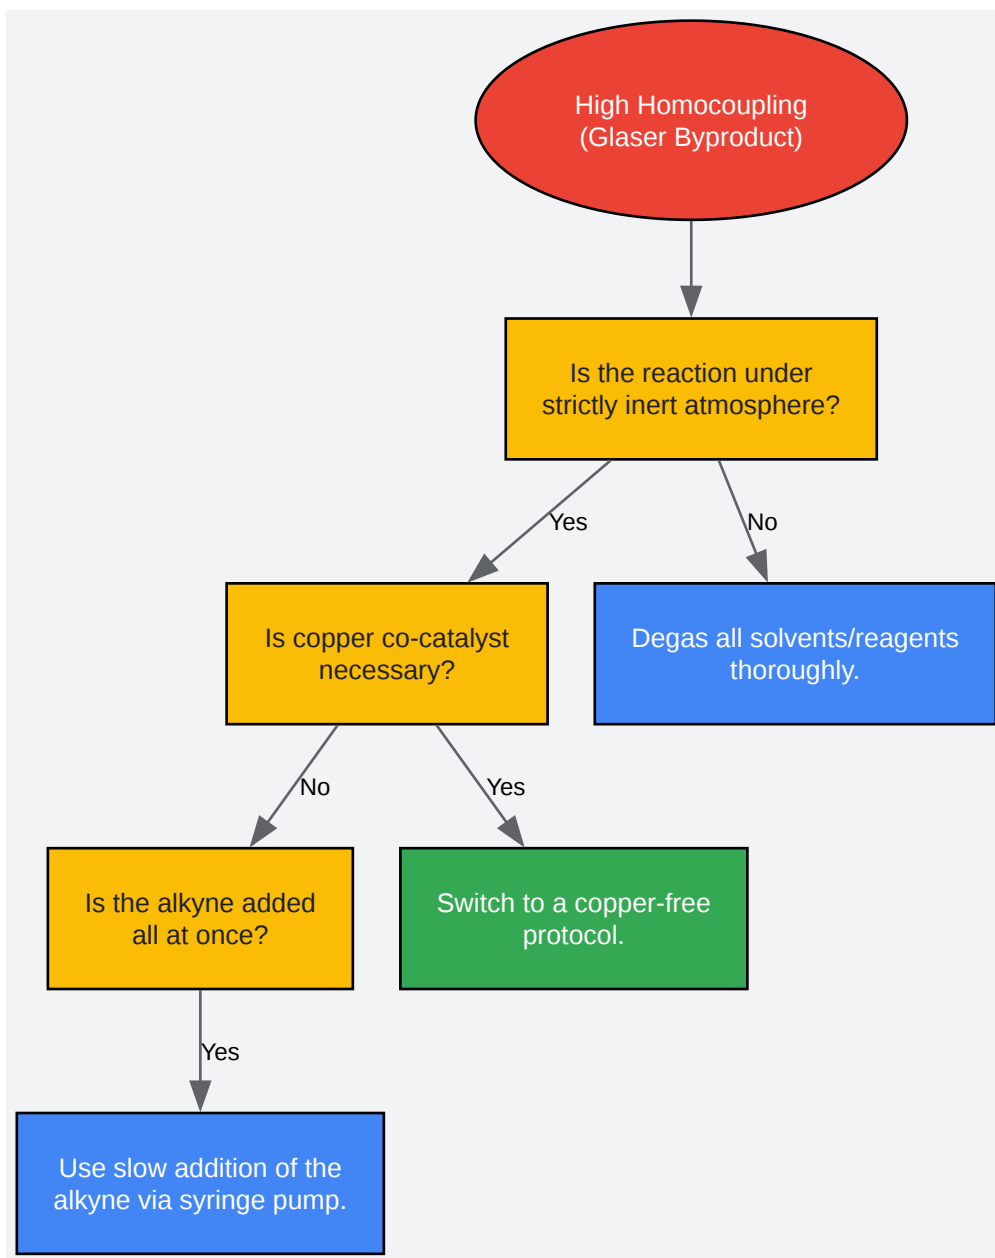 High Homocoupling
(Glaser Byproduct)
Is the reaction under
strictly inert atmosphere?
Yes
No
Is copper co-catalyst
necessary?
Degas all solvents/reagents
thoroughly.
No
Yes
Is the alkyne added
all at once?
Switch to a copper-free
protocol.
Yes
Use slow addition of the
alkyne via syringe pump.